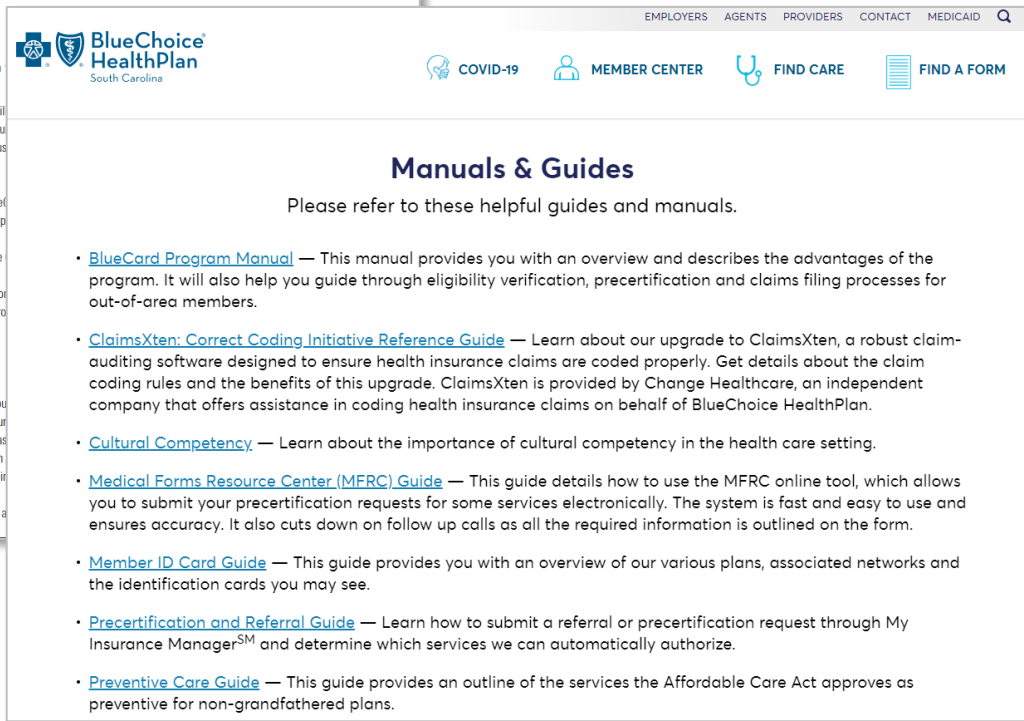 EMPLOYERS AGENTS PROVIDERS CONTACT MEDICAID
BlueChoice®
HealthPlan
South Carolina
COVID-19 MEMBER CENTER FIND CARE FIND A FORM
Manuals & Guides
Please refer to these helpful guides and manuals.
• BlueCard Program Manual — This manual provides you with an overview and describes the advantages of the
program. It will also help you guide through eligibility verification, precertification and claims filing processes for
out-of-area members.
• ClaimsXten: Correct Coding Initiative Reference Guide — Learn about our upgrade to ClaimsXten, a robust claim-
auditing software designed to ensure health insurance claims are coded properly. Get details about the claim
coding rules and the benefits of this upgrade. ClaimsXten is provided by Change Healthcare, an independent
company that offers assistance in coding health insurance claims on behalf of BlueChoice HealthPlan.
• Cultural Competency — Learn about the importance of cultural competency in the health care setting.
• Medical Forms Resource Center (MFRC) Guide — This guide details how to use the MFRC online tool, which allows
you to submit your precertification requests for some services electronically. The system is fast and easy to use and
ensures accuracy. It also cuts down on follow up calls as all the required information is outlined on the form.
• Member ID Card Guide — This guide provides you with an overview of our various plans, associated networks and
the identification cards you may see.
• Precertification and Referral Guide — Learn how to submit a referral or precertification request through My
Insurance Manager℠ and determine which services we can automatically authorize.
• Preventive Care Guide — This guide provides an outline of the services the Affordable Care Act approves as
preventive for non-grandfathered plans.